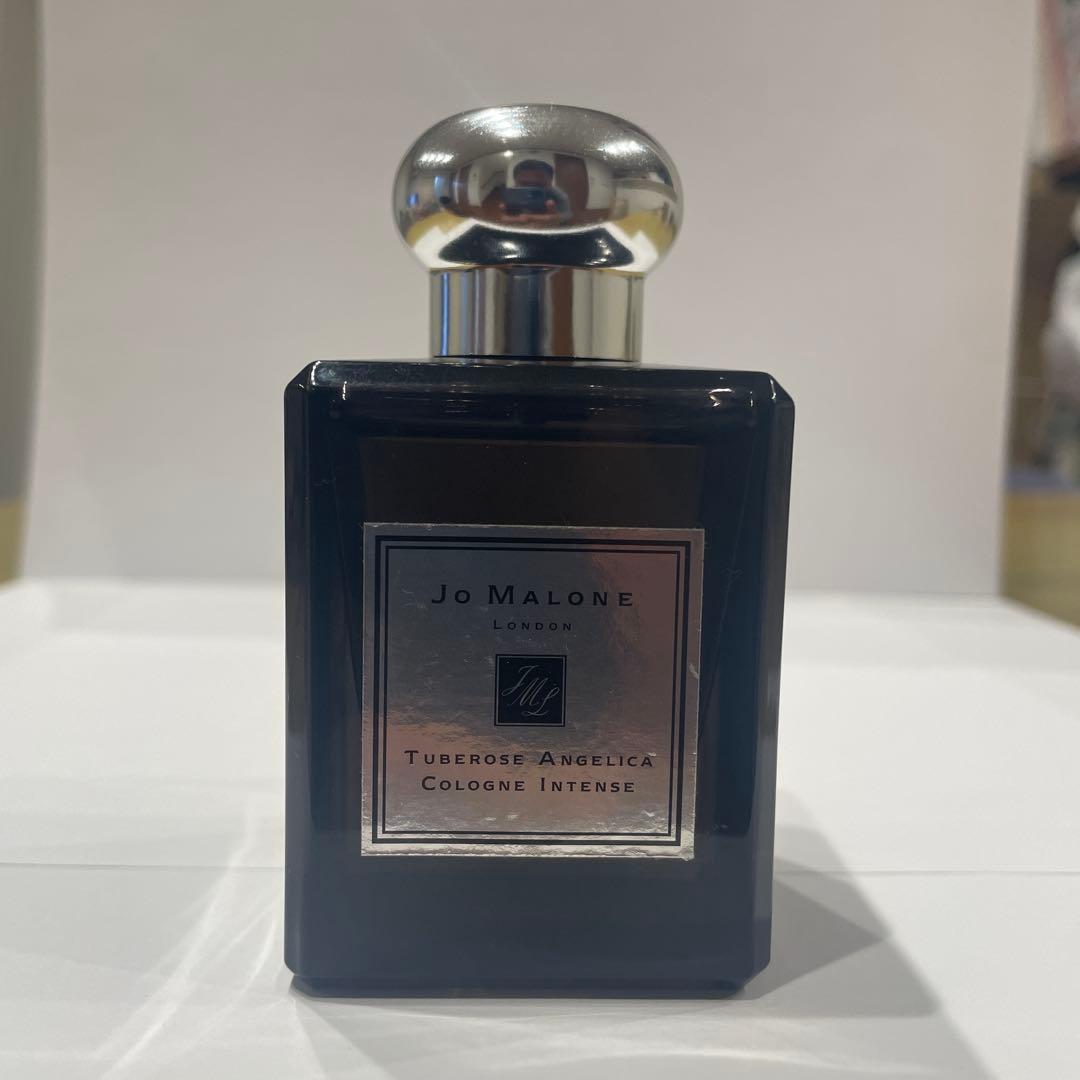 Jo Malone
London
JML
Tuberose Angelica
Cologne Intense